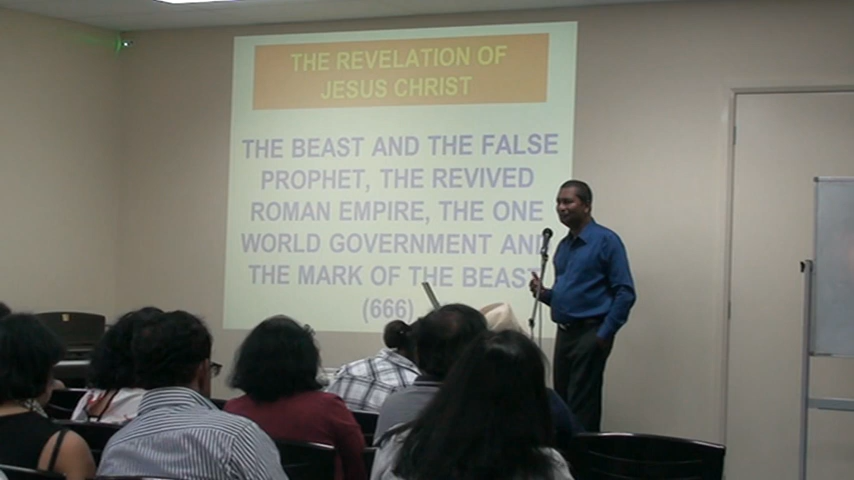 THE REVELATION OF
JESUS CHRIST
THE BEAST AND THE FALSE
PROPHET, THE REVIVED
ROMAN EMPIRE, THE ONE
WORLD GOVERNMENT AND
THE MARK OF THE BEAST
(666)